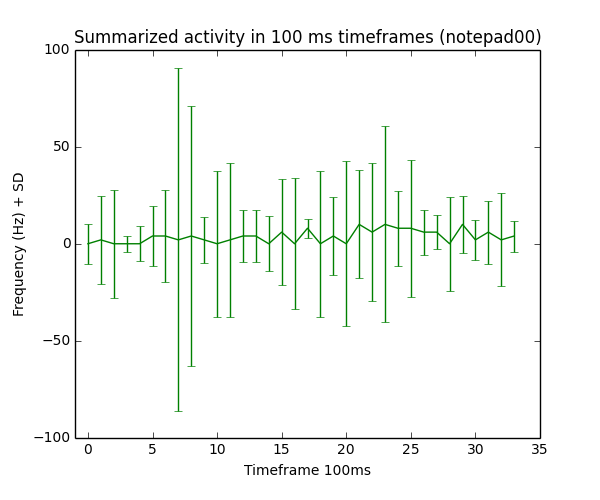 Summarized activity in 100 ms timeframes (notepad00)
100
50
0
−50
−100
Frequency (Hz) + SD
0 5 10 15 20 25 30 35
Timeframe 100ms